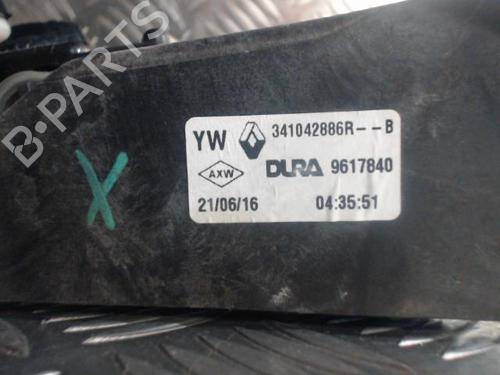 B-PARTS
YW 341042886R--B
AXW DURA 9617840
21/06/16 04:35:51
X